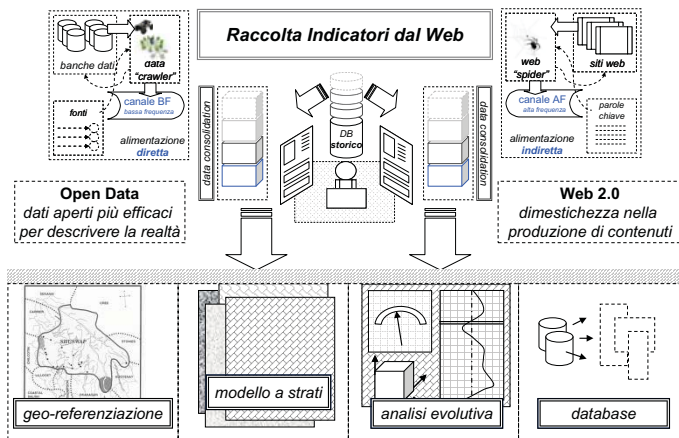 Raccolta Indicatori dal Web
banche dati
data
"crawler"
canale BF
bassa frequenza
fonti
alimentazione
diretta
Open Data
dati aperti più efficaci
per descrivere la realtà
data consolidation
DB
storico
data consolidation
web
"spider"
siti web
canale AF
alta frequenza
parole
chiave
alimentazione
indiretta
Web 2.0
dimestichezza nella
produzione di contenuti
geo-referenziazione
modello a strati
analisi evolutiva
database